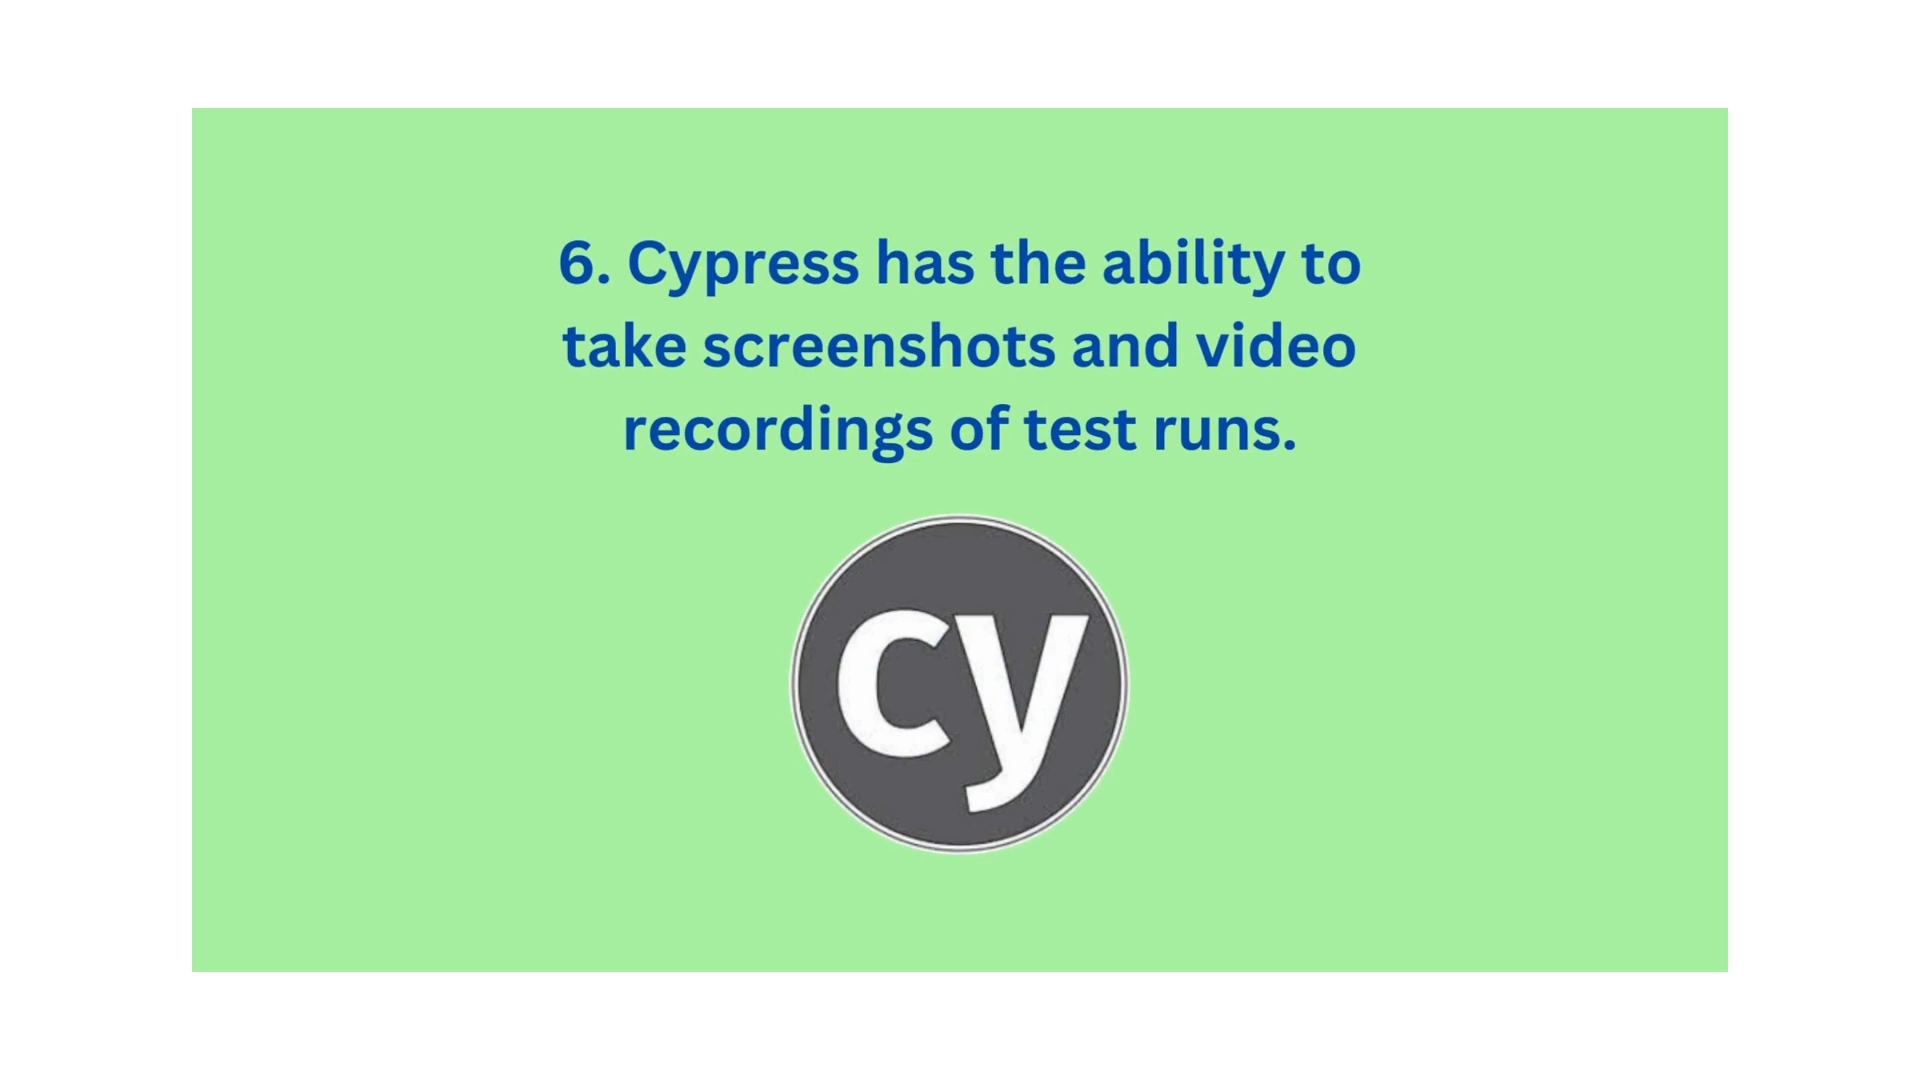 6. Cypress has the ability to
take screenshots and video
recordings of test runs.
cy